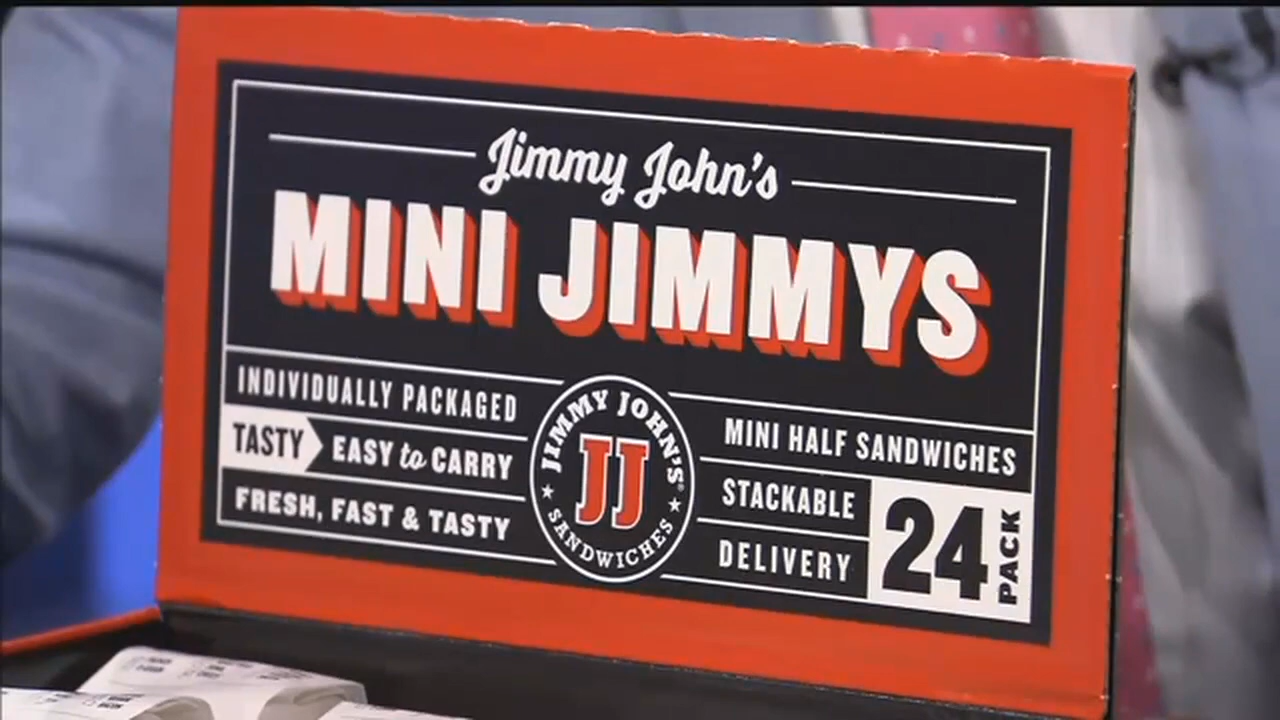 Jimmy John's
MINI JIMMYS
INDIVIDUALLY PACKAGED
TASTY EASY to CARRY
FRESH, FAST & TASTY
JIMMY JOHN'S®
JJ
SANDWICHES
MINI HALF SANDWICHES
STACKABLE
DELIVERY
24 PACK